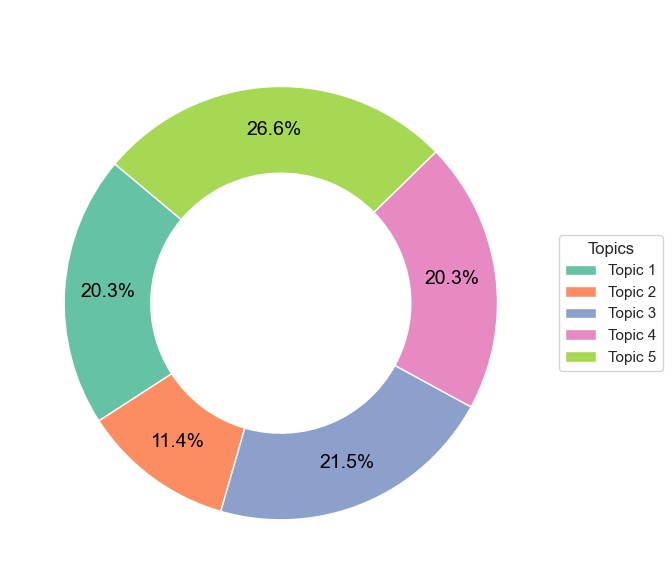 26.6%
20.3%
20.3%
11.4%
21.5%
Topics
Topic 1
Topic 2
Topic 3
Topic 4
Topic 5